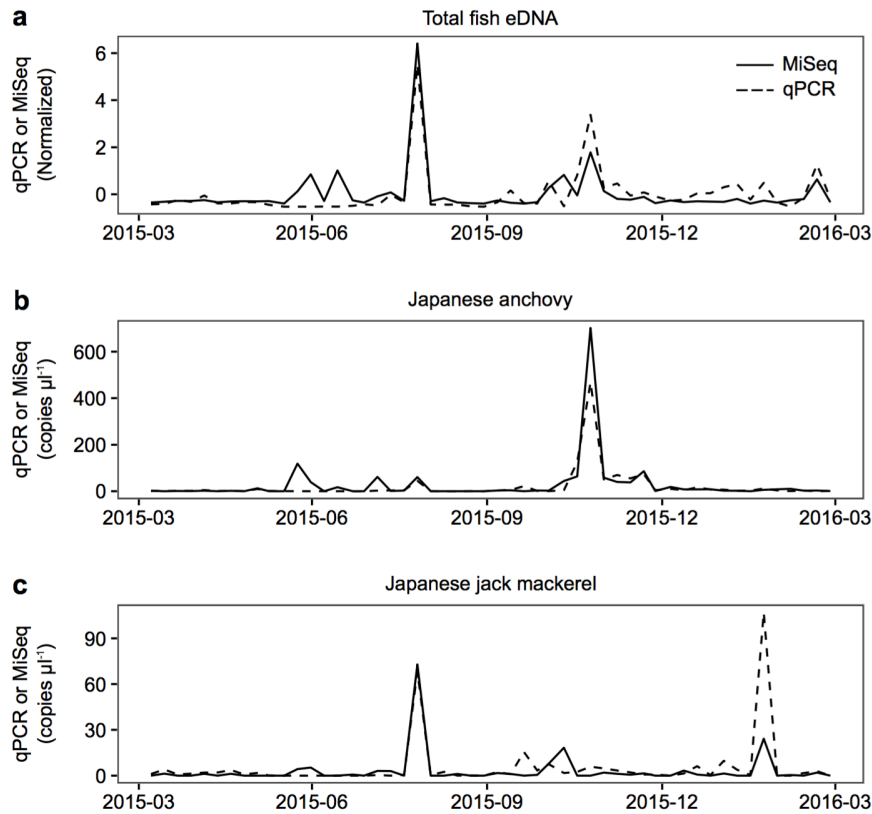 a
Total fish eDNA
qPCR or MiSeq
(Normalized)
6
4
2
0
MiSeq
qPCR
2015-03 2015-06 2015-09 2015-12 2016-03
b
Japanese anchovy
qPCR or MiSeq
(copies µl⁻¹)
600
400
200
0
2015-03 2015-06 2015-09 2015-12 2016-03
c
Japanese jack mackerel
qPCR or MiSeq
(copies µl⁻¹)
90
60
30
0
2015-03 2015-06 2015-09 2015-12 2016-03